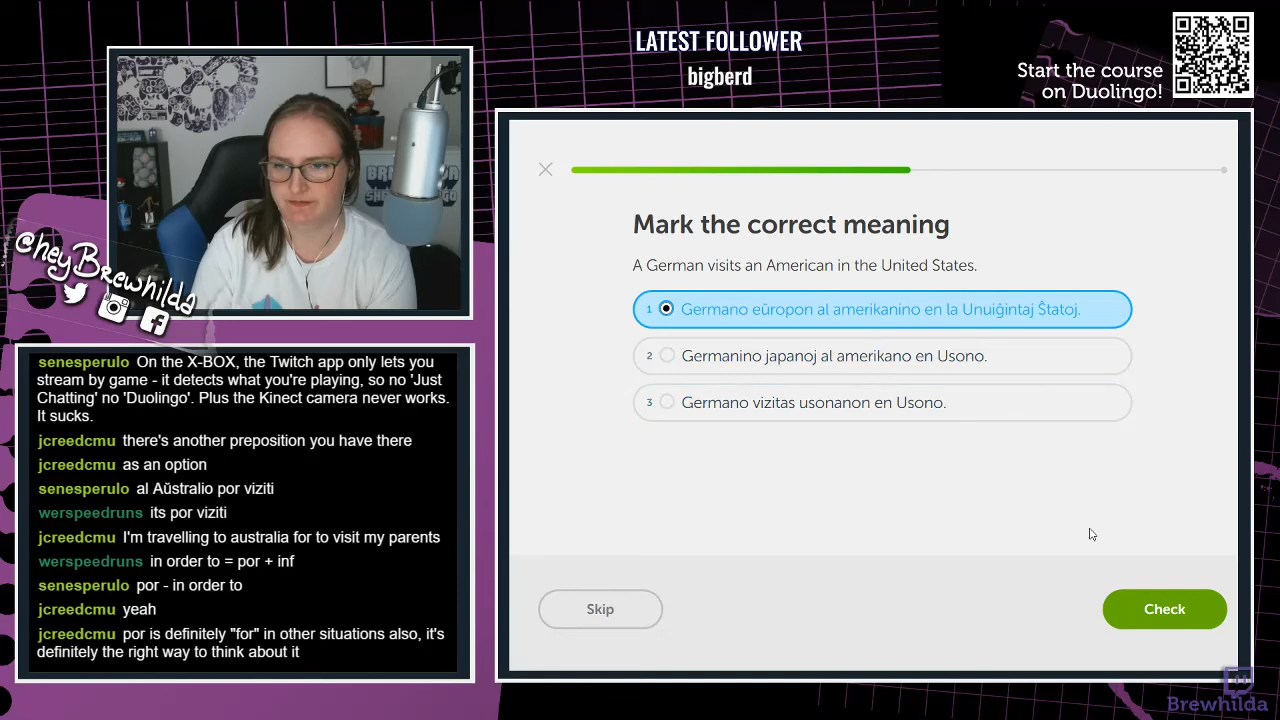 LATEST FOLLOWER
bigberd
Start the course
on Duolingo!
@heyBrewhilda
Mark the correct meaning
A German visits an American in the United States.
1 Germano eŭropon al amerikanino en la Unuiĝintaj Ŝtatoj.
2 Germanino japanoj al amerikano en Usono.
3 Germano vizitas usonanon en Usono.
Skip
Check
senesperulo On the X-BOX, the Twitch app only lets you
stream by game - it detects what you're playing, so no 'Just
Chatting' no 'Duolingo'. Plus the Kinect camera never works.
It sucks.
jcreedcmu there's another preposition you have there
jcreedcmu as an option
senesperulo al Aŭstralio por viziti
werspeedruns its por viziti
jcreedcmu I'm travelling to australia for to visit my parents
werspeedruns in order to = por + inf
senesperulo por - in order to
jcreedcmu yeah
jcreedcmu por is definitely "for" in other situations also, it's
definitely the right way to think about it
Brewhilda